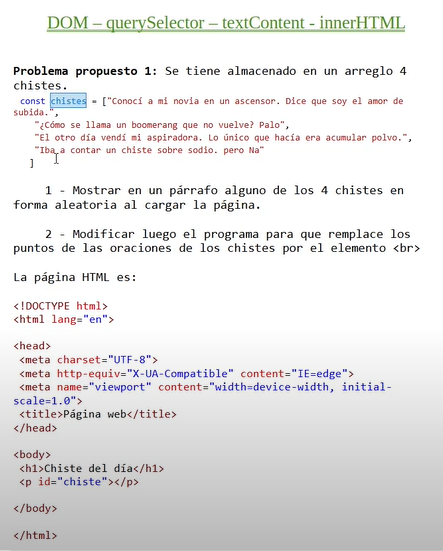 DOM – querySelector – textContent - innerHTML
Problema propuesto 1: Se tiene almacenado en un arreglo 4
chistes.
const chistes = ["Conocí a mi novia en un ascensor. Dice que soy el amor de
subida.",
"¿Cómo se llama un boomerang que no vuelve? Palo",
"El otro día vendí mi aspiradora. Lo único que hacía era acumular polvo.",
"Iba a contar un chiste sobre sodio. pero Na"
]
1 - Mostrar en un párrafo alguno de los 4 chistes en
forma aleatoria al cargar la página.
2 - Modificar luego el programa para que remplace los
puntos de las oraciones de los chistes por el elemento <br>
La página HTML es:
<!DOCTYPE html>
<html lang="en">
<head>
<meta charset="UTF-8">
<meta http-equiv="X-UA-Compatible" content="IE=edge">
<meta name="viewport" content="width=device-width, initial-
scale=1.0">
<title>Página web</title>
</head>
<body>
<h1>Chiste del día</h1>
<p id="chiste"></p>
</body>
</html>